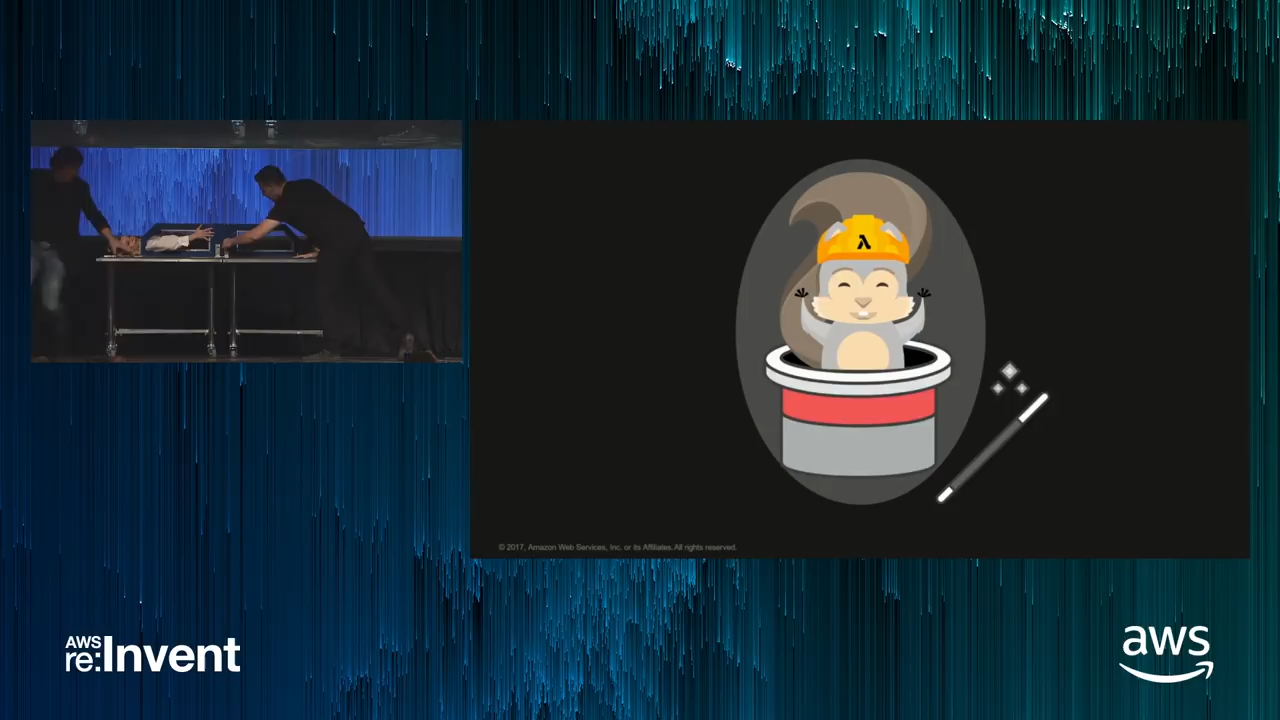 λ
© 2017, Amazon Web Services, Inc. or its Affiliates. All rights reserved.
AWS
re:Invent
aws